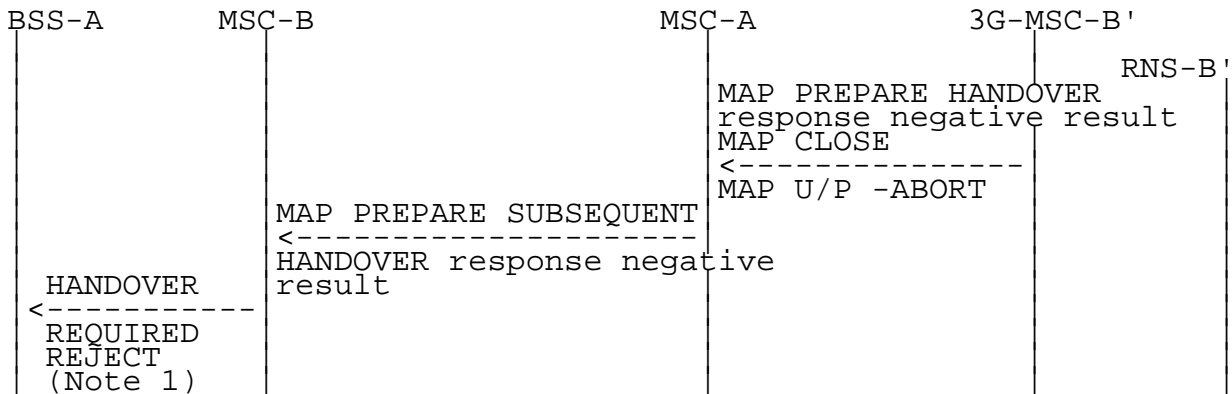 BSS-A MSC-B MSC-A 3G-MSC-B'
RNS-B'
MAP PREPARE HANDOVER
response negative result
MAP CLOSE
MAP U/P -ABORT
MAP PREPARE SUBSEQUENT
HANDOVER response negative
result
HANDOVER
REQUIRED
REJECT
(Note 1)